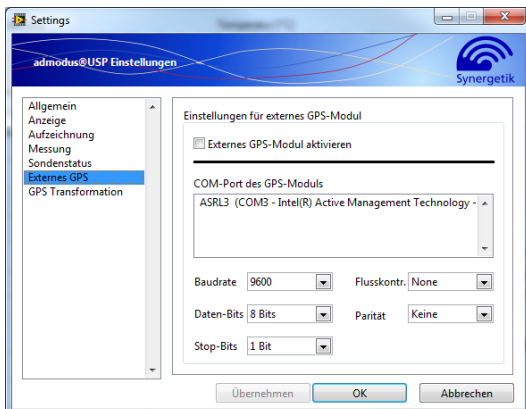 Settings
admodus®USP Einstellungen
Synergetik
Allgemein
Anzeige
Aufzeichnung
Messung
Sondenstatus
Externes GPS
GPS Transformation
Einstellungen für externes GPS-Modul
Externes GPS-Modul aktivieren
COM-Port des GPS-Moduls
ASRL3 (COM3 - Intel(R) Active Management Technology -
Baudrate 9600 Flusskontr. None
Daten-Bits 8 Bits Parität Keine
Stop-Bits 1 Bit
Übernehmen OK Abbrechen